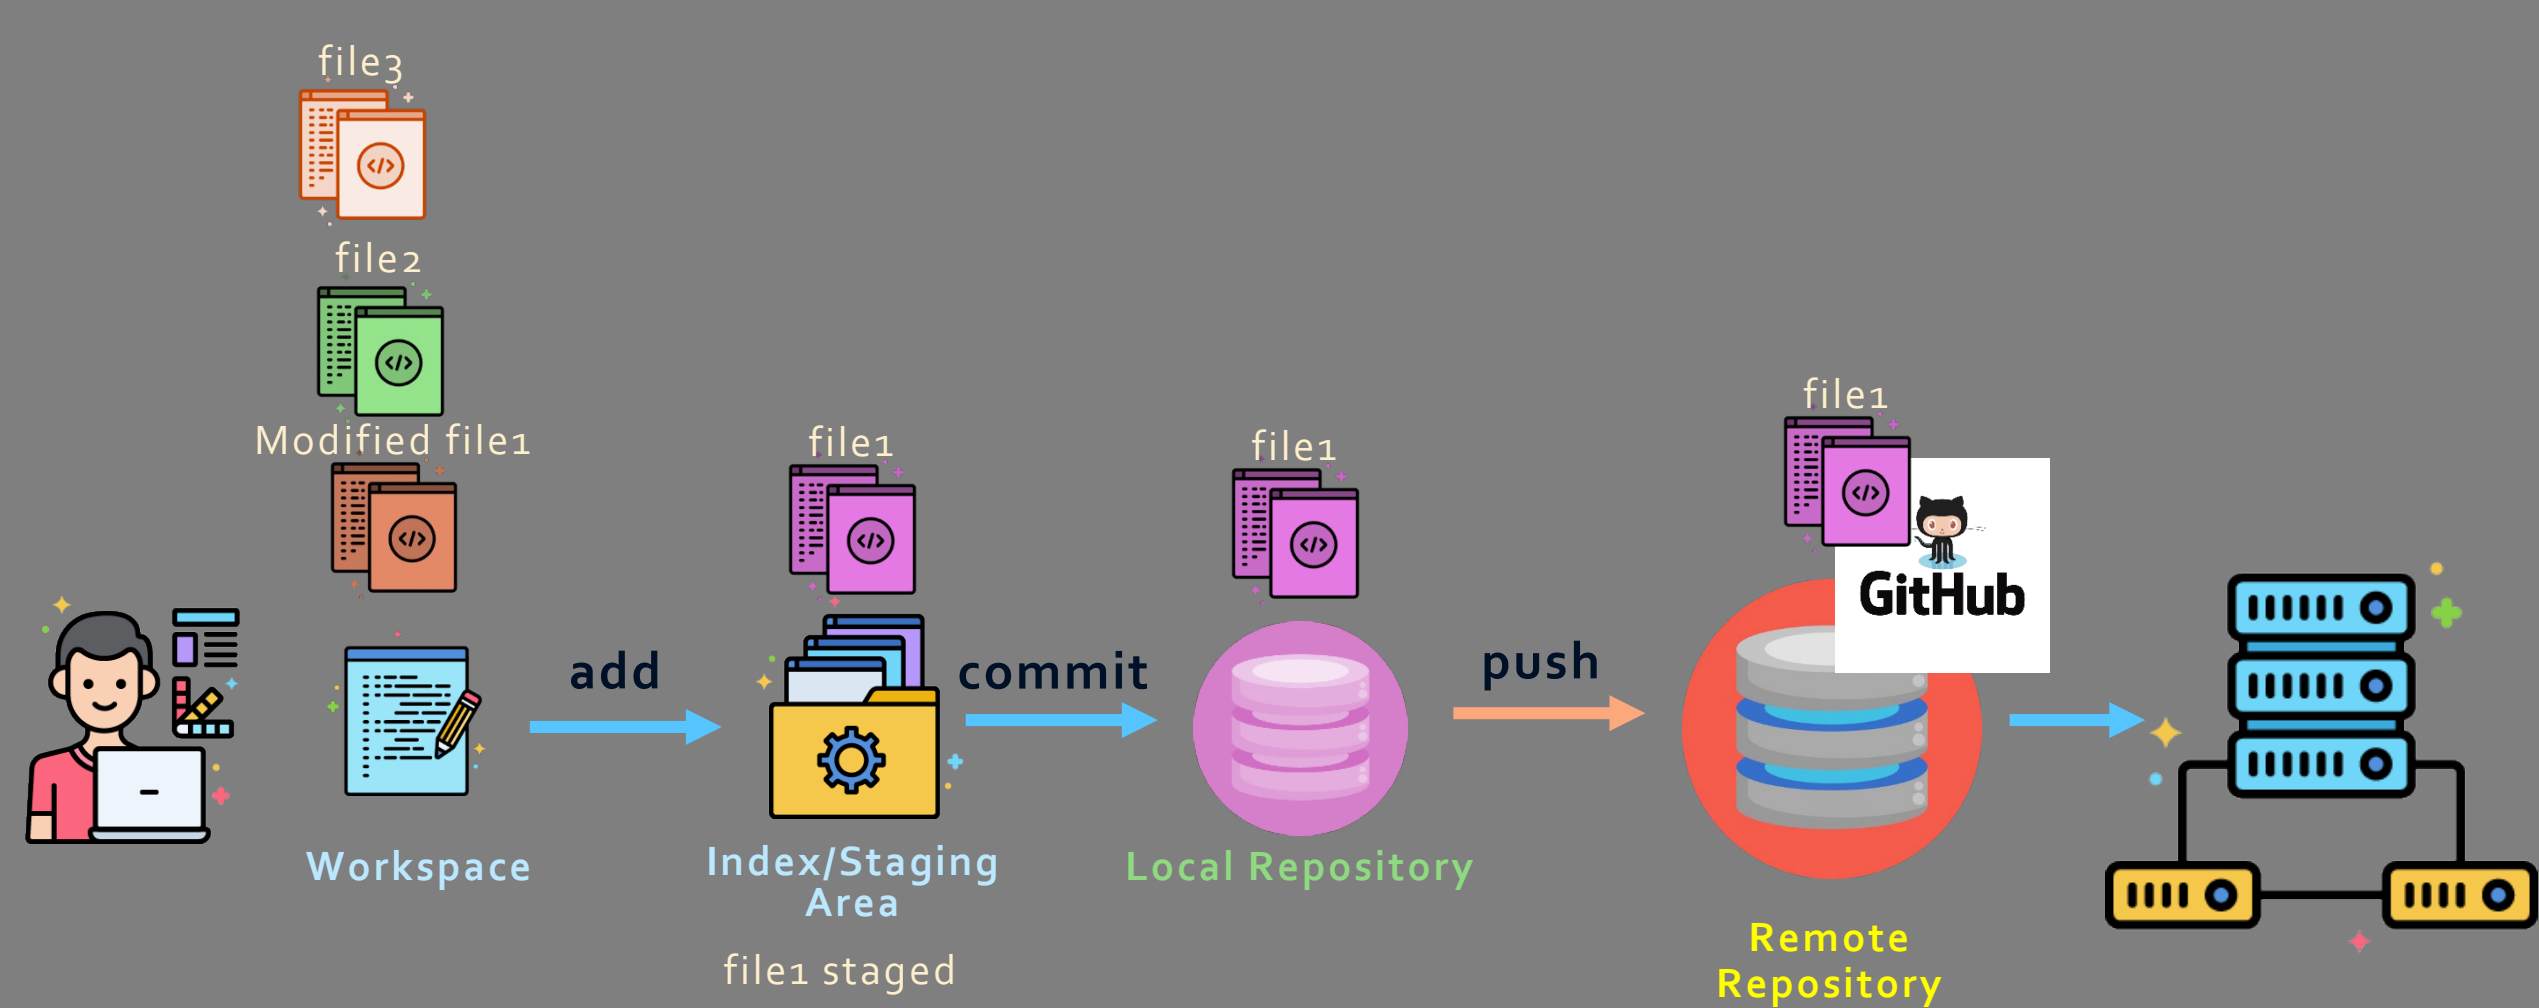 file3
file2
Modified file1
file1
file1
file1
GitHub
add
commit
push
Workspace
Index/Staging
Area
Local Repository
Remote
Repository
file1 staged